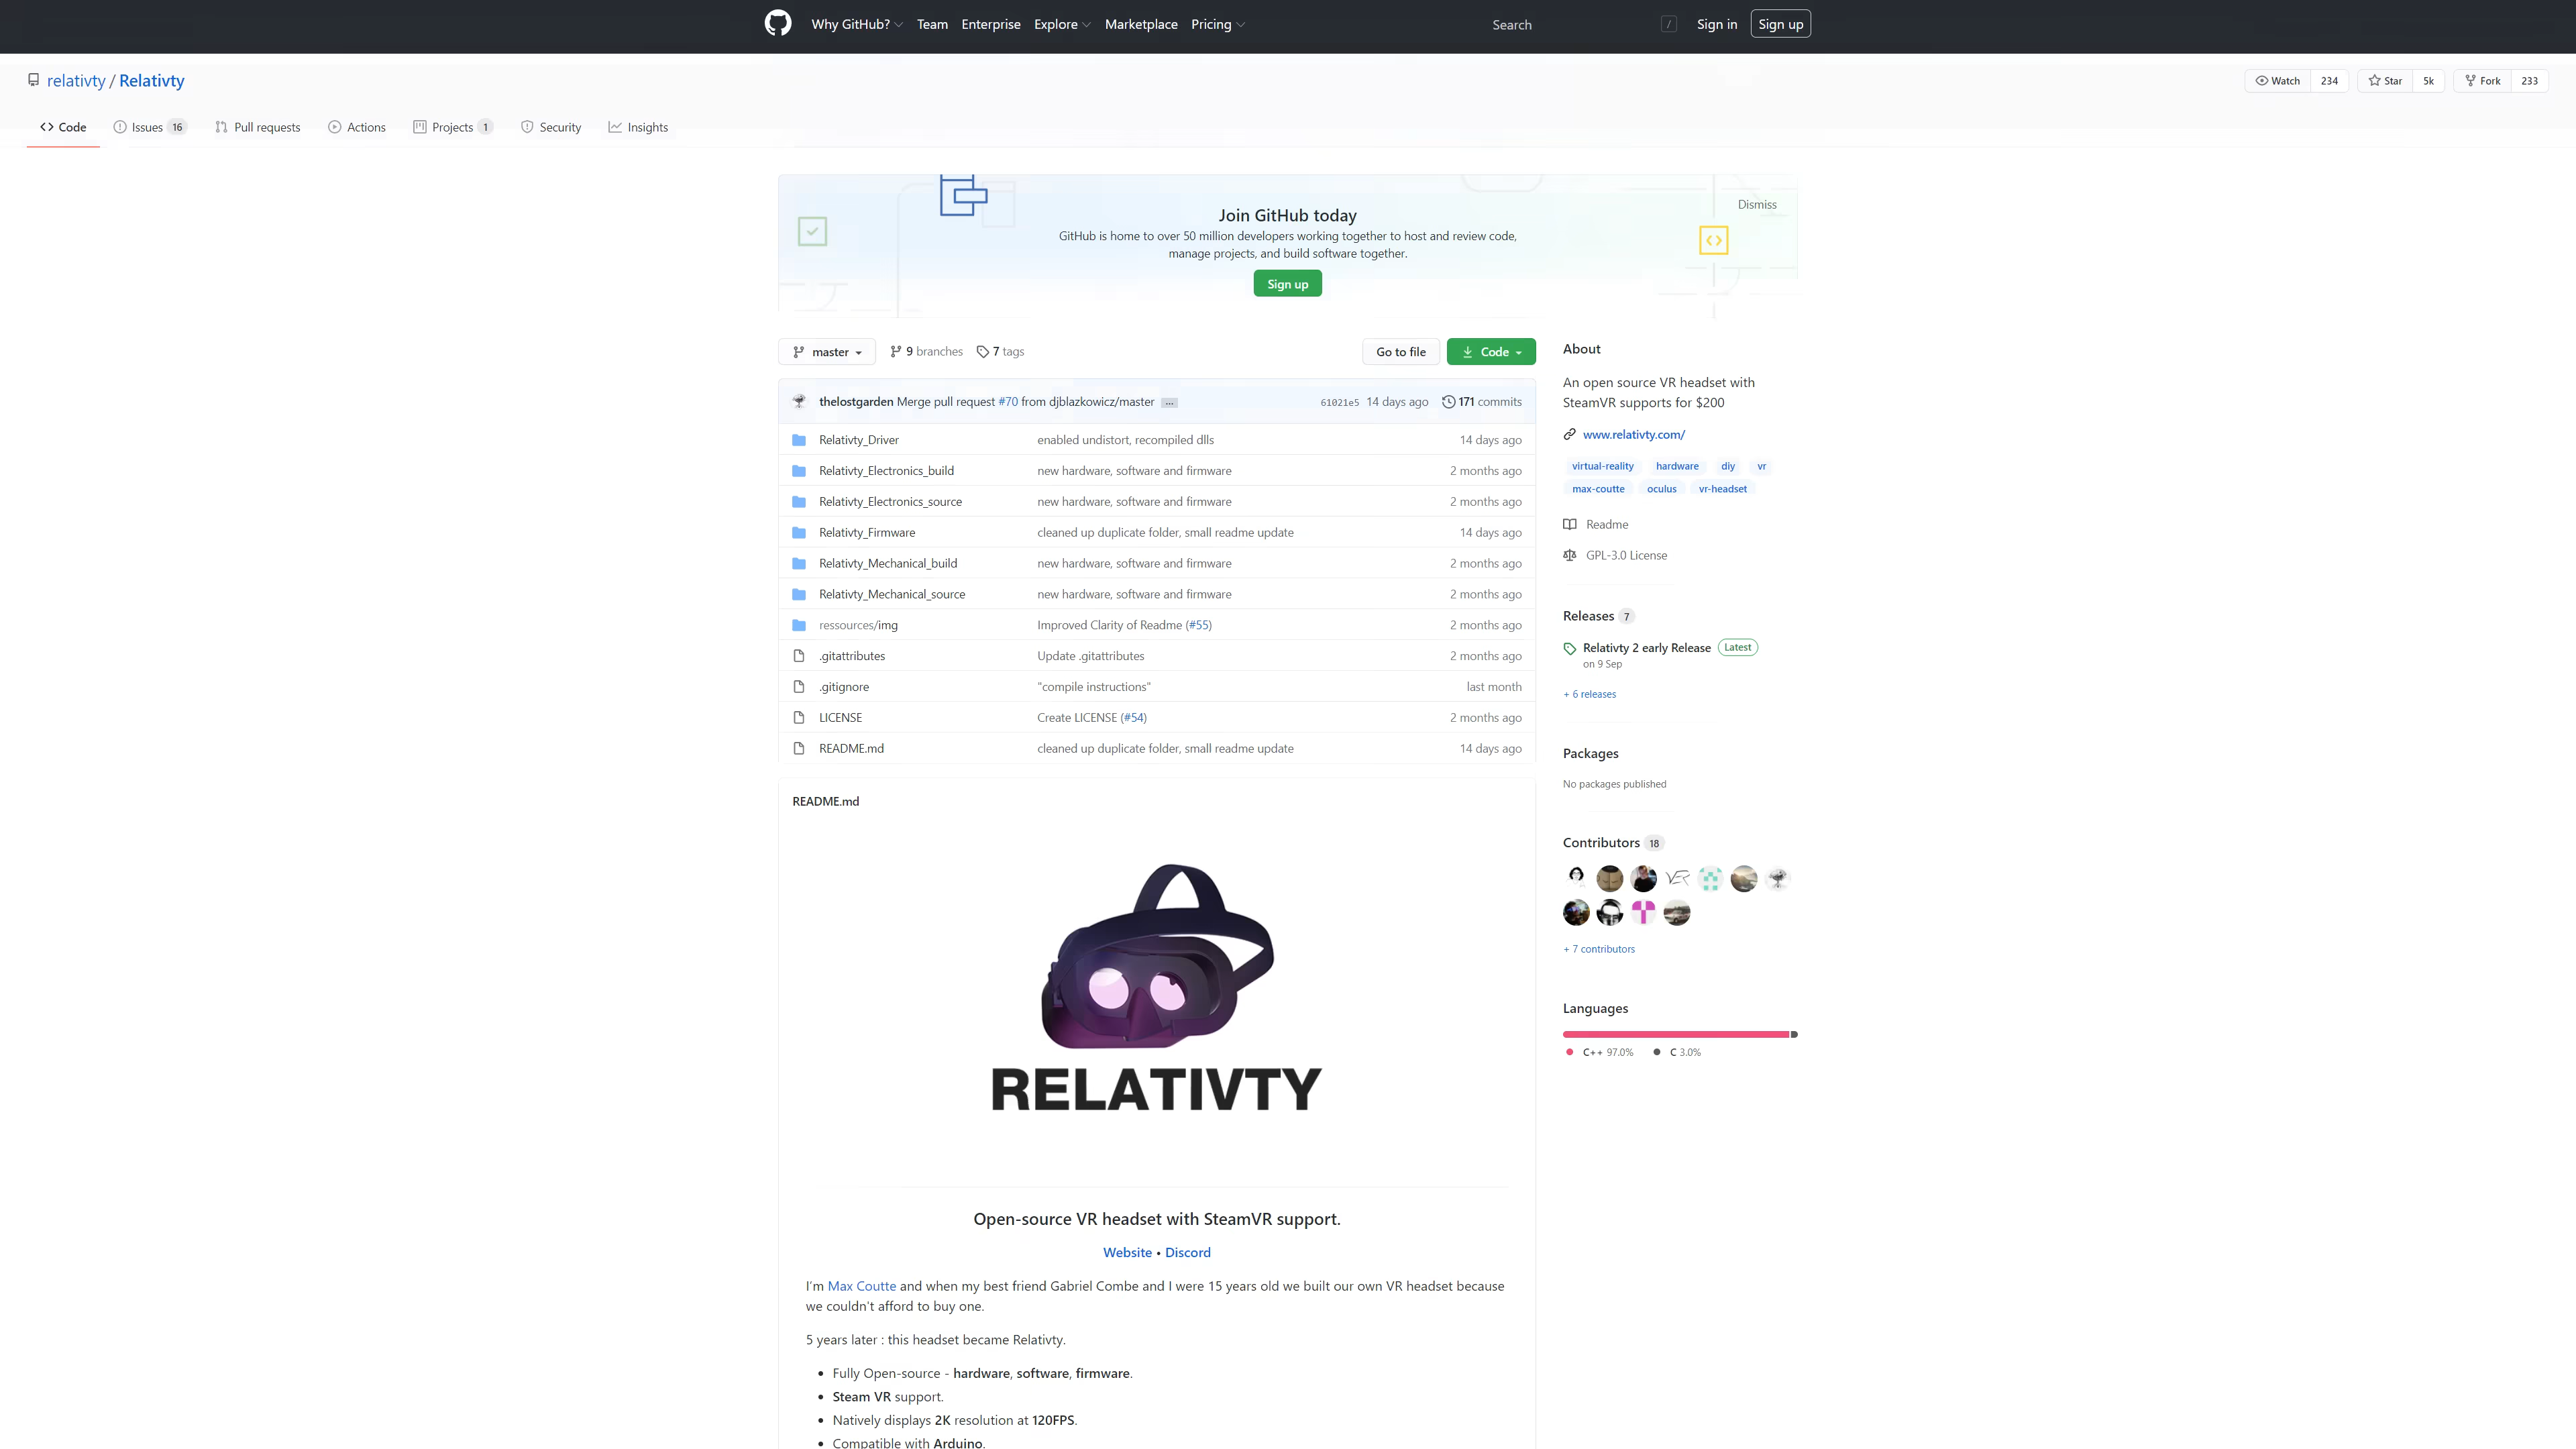 Why GitHub? Team Enterprise Explore Marketplace Pricing Search / Sign in Sign up
relativty / Relativty Watch 234 Star 5k Fork 233
Code Issues 16 Pull requests Actions Projects 1 Security Insights
Join GitHub today
Dismiss
GitHub is home to over 50 million developers working together to host and review code,
manage projects, and build software together.
Sign up
master 9 branches 7 tags Go to file Code
thelostgarden Merge pull request #70 from djblazkowicz/master ... 61021e5 14 days ago 171 commits
Relativty_Driver enabled undistort, recompiled dlls 14 days ago
Relativty_Electronics_build new hardware, software and firmware 2 months ago
Relativty_Electronics_source new hardware, software and firmware 2 months ago
Relativty_Firmware cleaned up duplicate folder, small readme update 14 days ago
Relativty_Mechanical_build new hardware, software and firmware 2 months ago
Relativty_Mechanical_source new hardware, software and firmware 2 months ago
ressources/img Improved Clarity of Readme (#55) 2 months ago
.gitattributes Update .gitattributes 2 months ago
.gitignore "compile instructions" last month
LICENSE Create LICENSE (#54) 2 months ago
README.md cleaned up duplicate folder, small readme update 14 days ago
README.md
RELATIVTY
Open-source VR headset with SteamVR support.
Website • Discord
I'm Max Coutte and when my best friend Gabriel Combe and I were 15 years old we built our own VR headset because
we couldn't afford to buy one.
5 years later : this headset became Relativty.
• Fully Open-source - hardware, software, firmware.
• Steam VR support.
• Natively displays 2K resolution at 120FPS.
• Compatible with Arduino.
About
An open source VR headset with
SteamVR supports for $200
www.relativty.com/
virtual-reality hardware diy vr
max-coutte oculus vr-headset
Readme
GPL-3.0 License
Releases 7
Relativty 2 early Release Latest
on 9 Sep
+ 6 releases
Packages
No packages published
Contributors 18
VER
+ 7 contributors
Languages
C++ 97.0% C 3.0%